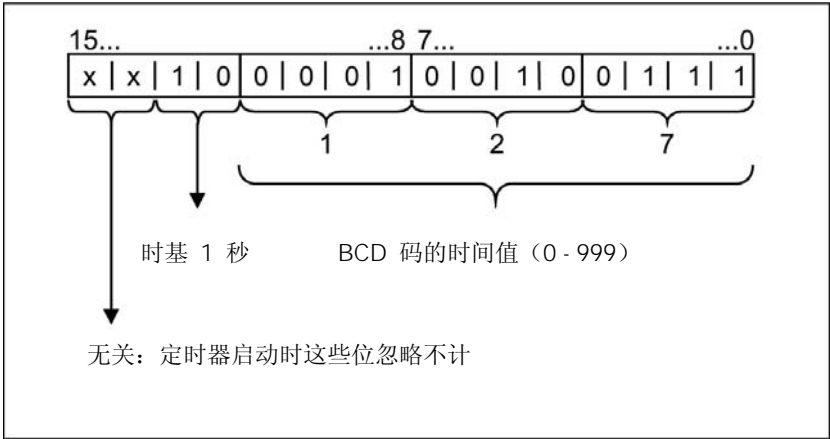 15... ...8 7... ...0
x | x | 1 | 0 0 | 0 | 0 | 1 0 | 0 | 1 | 0 0 | 1 | 1 | 1
1 2 7
时基 1 秒 BCD 码的时间值（0 - 999）
无关：定时器启动时这些位忽略不计